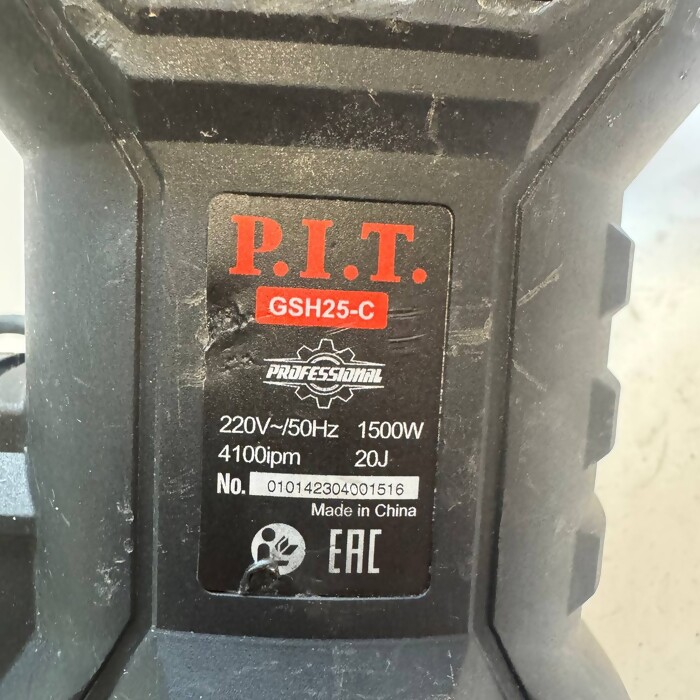 P.I.T.
GSH25-C
PROFESSIONAL
220V~/50Hz 1500W
4100ipm 20J
No. 010142304001516
Made in China
EAC